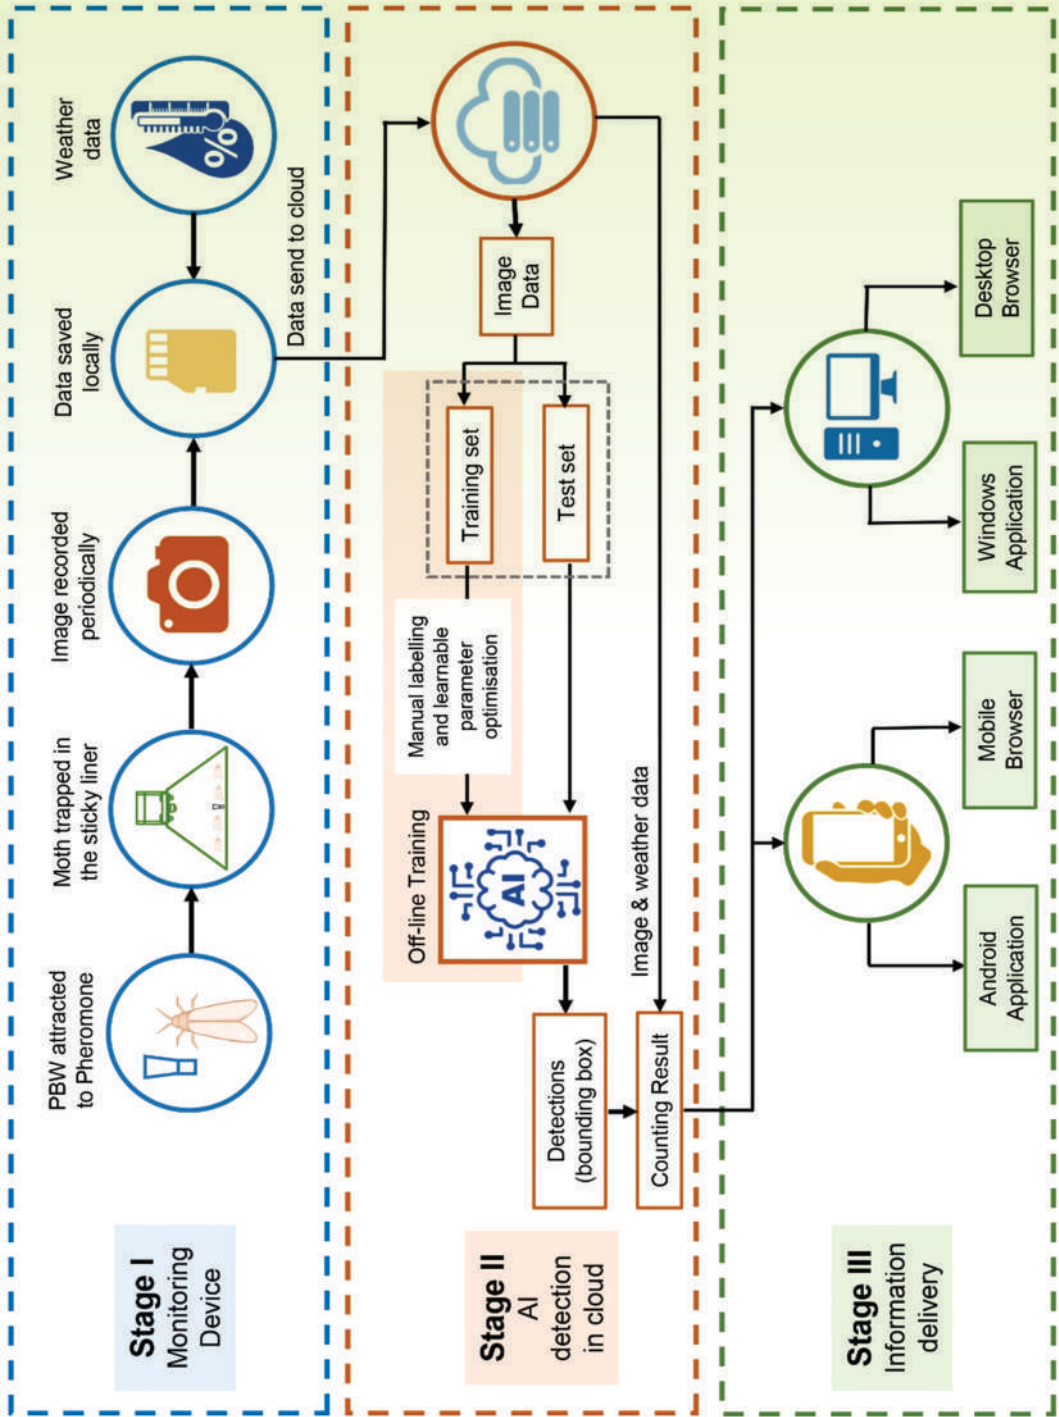 Stage I
Monitoring
Device
PBW attracted
to Pheromone
Moth trapped in
the sticky liner
Image recorded
periodically
Data saved
locally
Weather
data
%
Data send to cloud
Stage II
AI
detection
in cloud
Off-line Training
AI
Manual labelling
and learnable
parameter
optimisation
Training set
Test set
Image
Data
Detections
(bounding box)
Counting Result
Image & weather data
Stage III
Information
delivery
Android
Application
Mobile
Browser
Windows
Application
Desktop
Browser